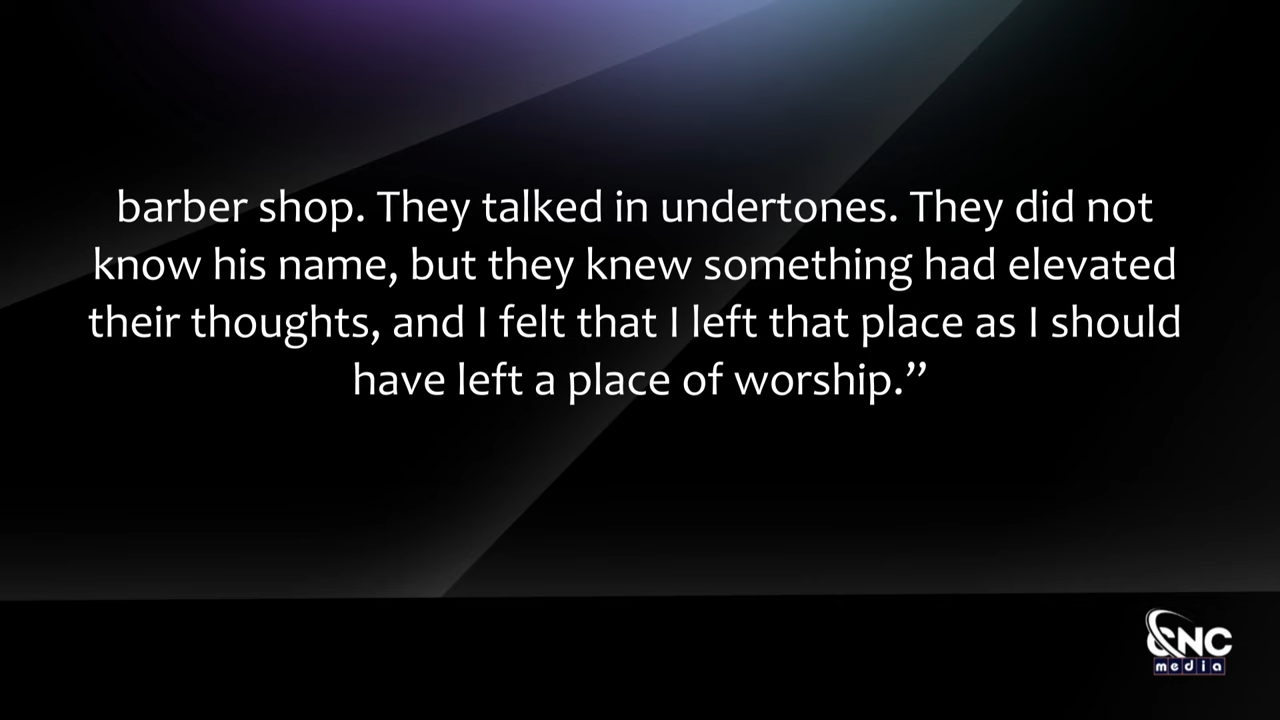 barber shop. They talked in undertones. They did not
know his name, but they knew something had elevated
their thoughts, and I felt that I left that place as I should
have left a place of worship.”
CNC
media